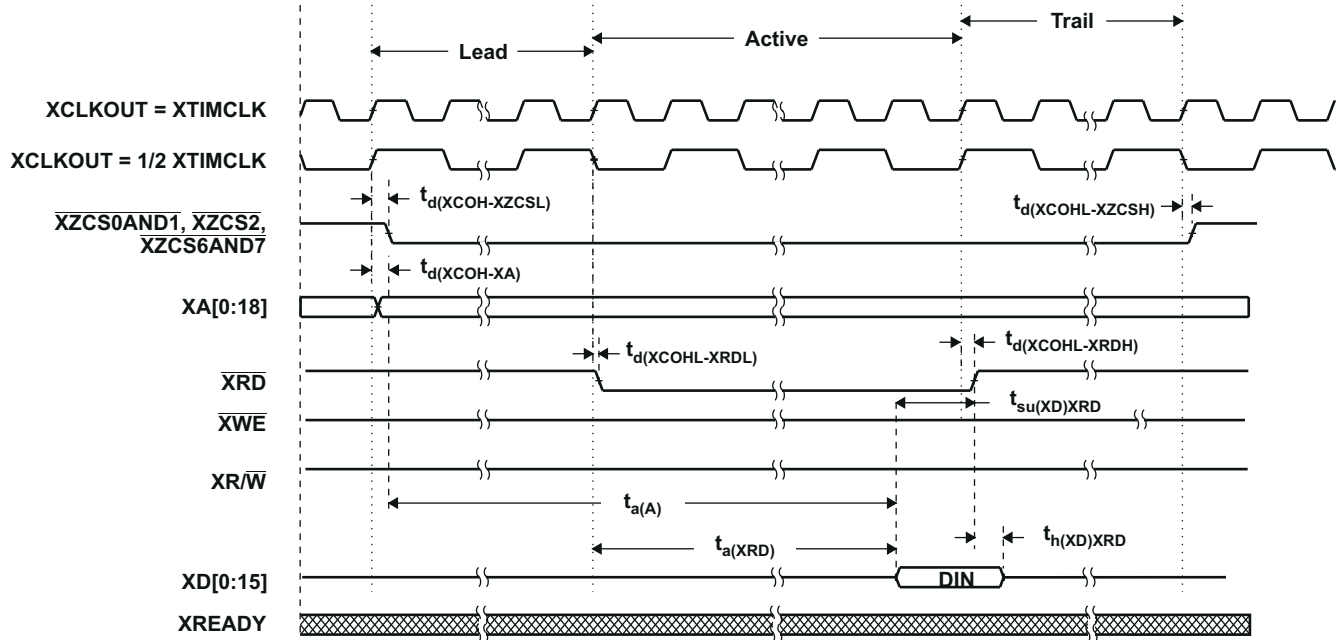 Trail
Active
Lead
XCLKOUT = XTIMCLK
XCLKOUT = 1/2 XTIMCLK
td(XCOH-XZCSL)
td(XCOHL-XZCSH)
XZCS0AND1, XZCS2,
XZCS6AND7
td(XCOH-XA)
XA[0:18]
td(XCOHL-XRDL)
td(XCOHL-XRDH)
XRD
tsu(XD)XRD
XWE
XR/W
ta(A)
ta(XRD)
th(XD)XRD
XD[0:15]
DIN
XREADY